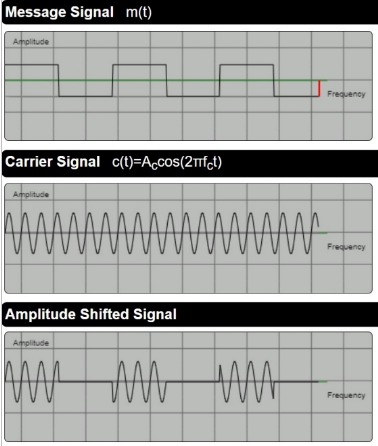 Message Signal m(t)
Amplitude
Frequency
Carrier Signal c(t)=Accos(2πfct)
Amplitude
Frequency
Amplitude Shifted Signal
Amplitude
Frequency